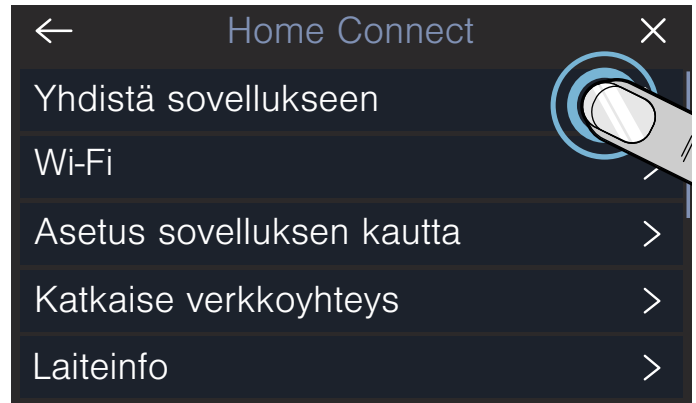 Home Connect
Yhdistä sovellukseen
Wi-Fi
Asetus sovelluksen kautta
Katkaise verkkoyhteys
Laiteinfo